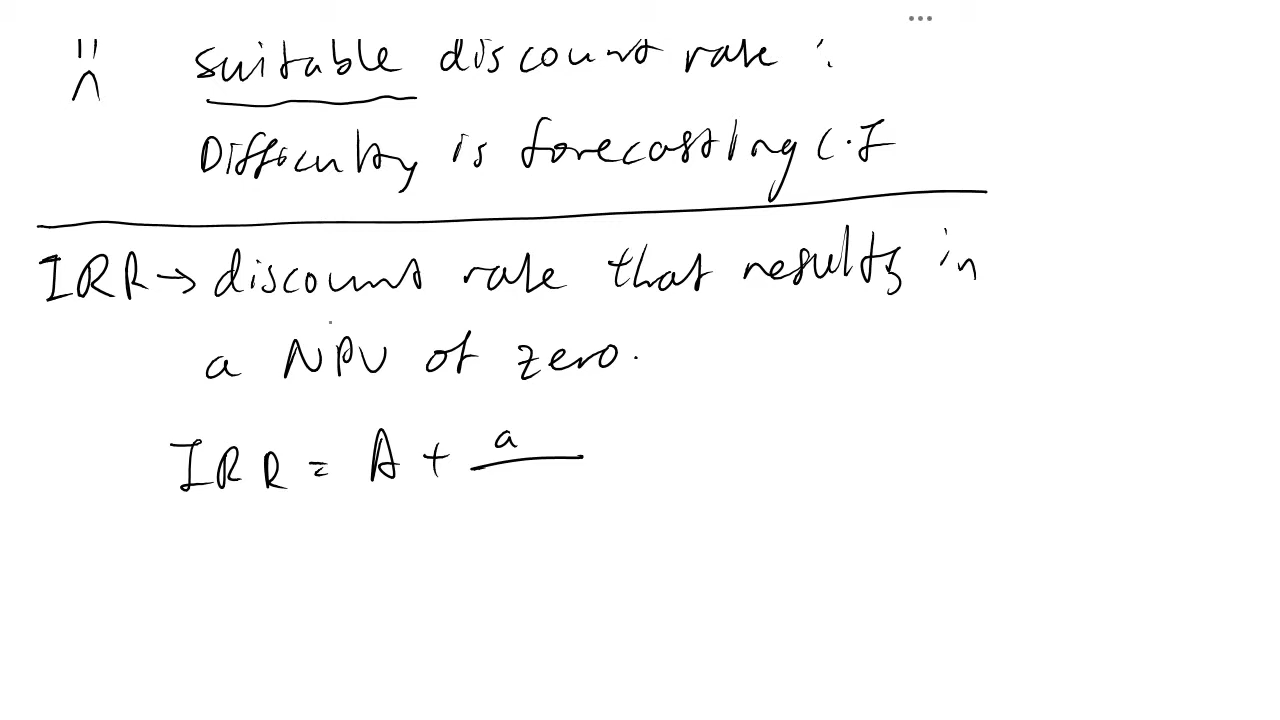 suitable discount rate :
Difficulty is forecasting C.F
IRR → discount rate that results in
a NPV of zero.
IRR = A + a